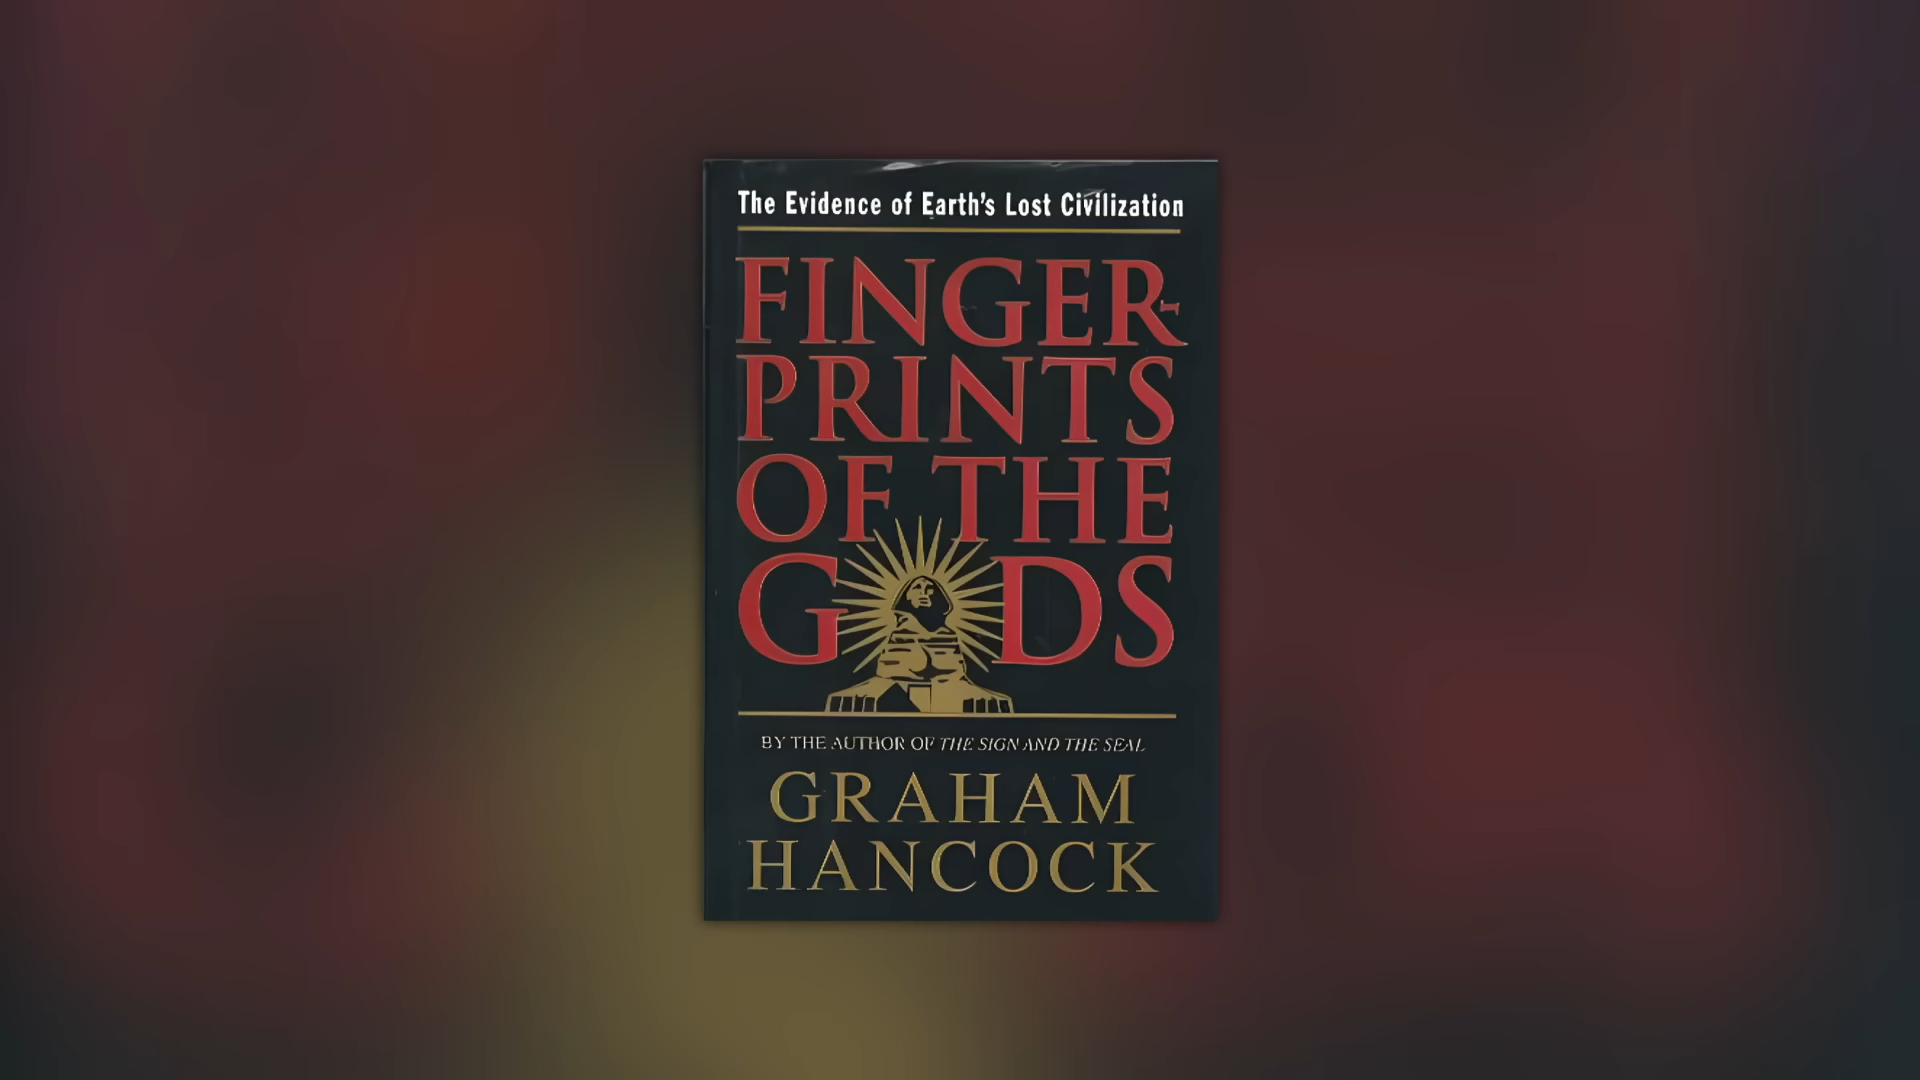 The Evidence of Earth's Lost Civilization
FINGER-
PRINTS
OF THE
GODS
BY THE AUTHOR OF THE SIGN AND THE SEAL
GRAHAM
HANCOCK